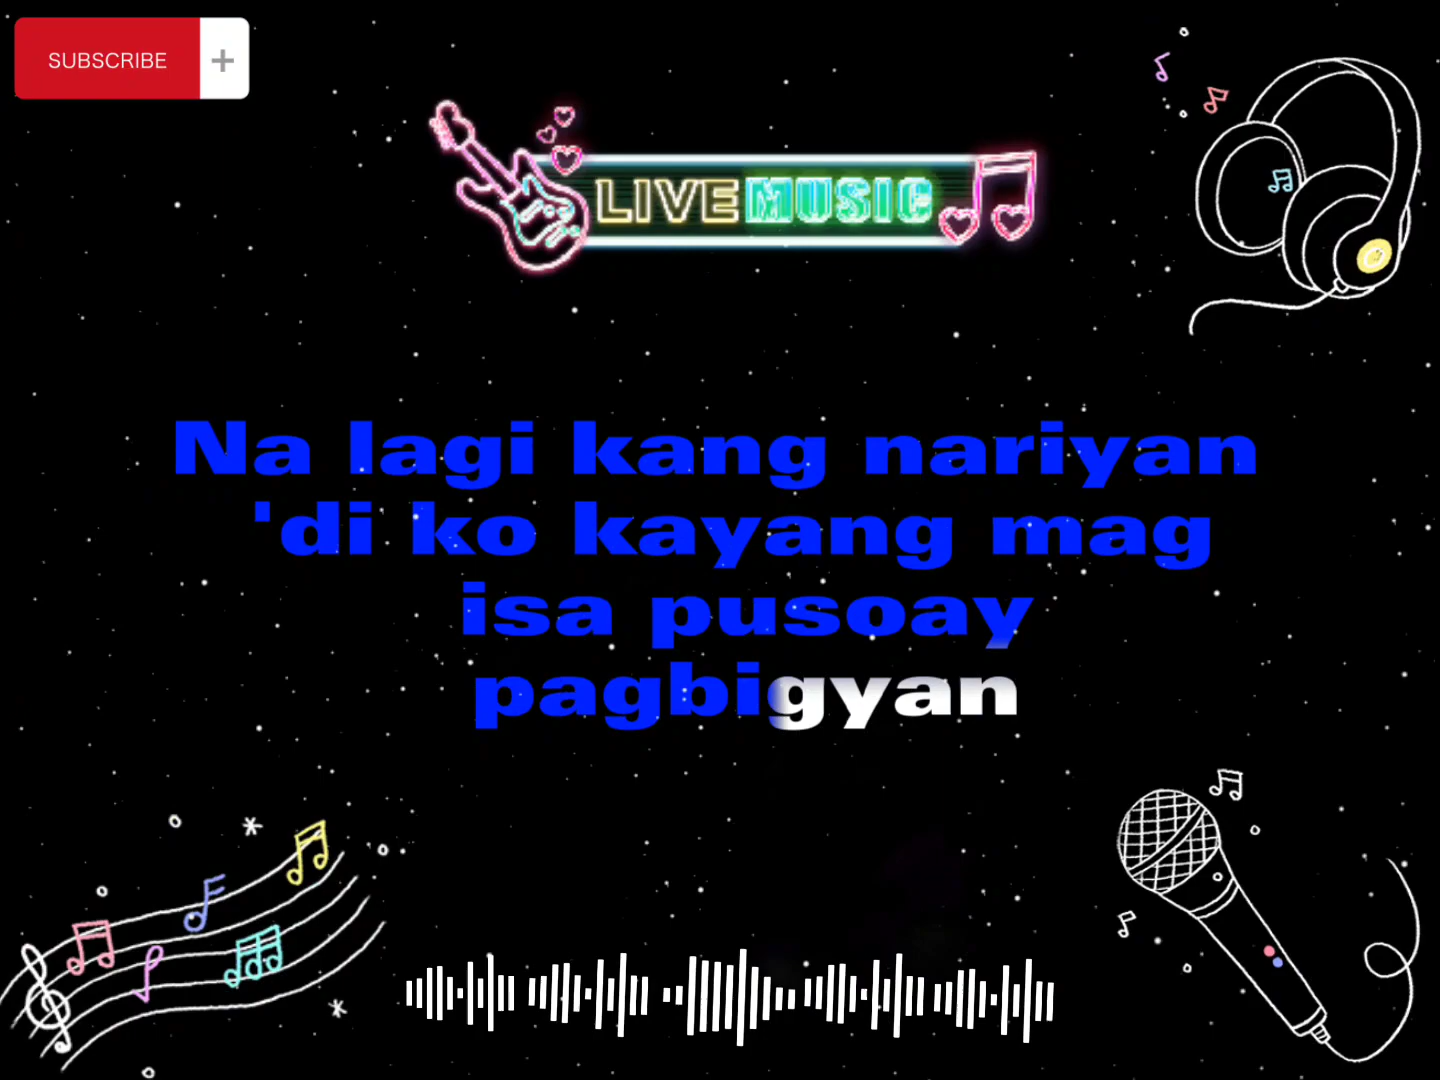 SUBSCRIBE +
LIVE MUSIC
Na lagi kang nariyan
'di ko kayang mag
isa pusoay
pagbigyan